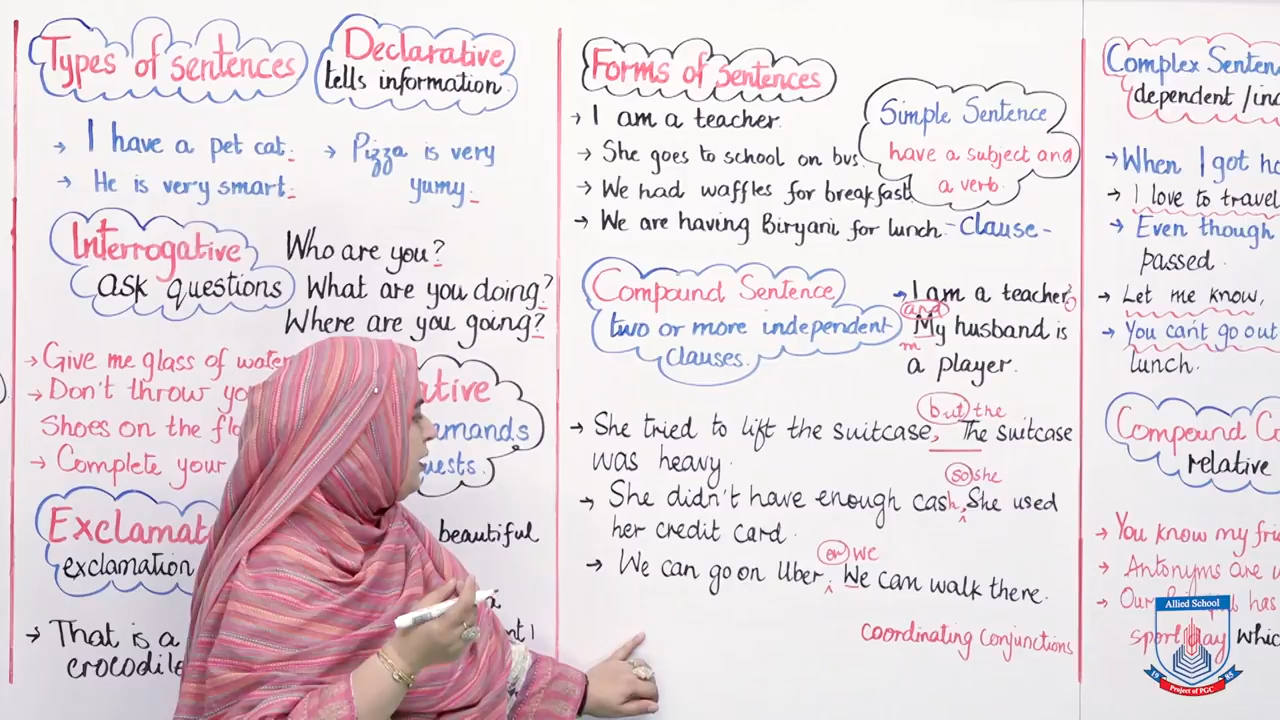 Types of sentences
Declarative
tells information.
→ I have a pet cat.
→ He is very smart.
→ Pizza is very
yumy.
Interrogative
ask questions
Who are you?
What are you doing?
Where are you going?
→ Give me glass of water
→ Don't throw
Shoes on the
→ Complete your
Exclamat
exclamation
beautiful
→ That is a
crocodile
Forms of sentences
→ I am a teacher.
→ She goes to school on bus.
→ We had waffles for breakfast.
→ We are having Biryani for lunch. - Clause -
Simple Sentence
have a subject and
a verb.
Compound Sentence
two or more independent
clauses.
→ I am a teacher
and
My husband is
m
a player.
but the
→ She tried to lift the suitcase, The suitcase
was heavy.
so she
→ She didn't have enough cash, She used
her credit card.
or we
→ We can go on Uber, We can walk there.
Coordinating Conjunctions
Complex Senten
dependent /in
→ When I got
→ I love to travel
→ Even though
passed.
→ Let me know,
→ You can't go out
lunch.
Compound
relative
→ You know my
→ Antonyms are
→ Our has
sport day
Allied School
1985
Project of PGC